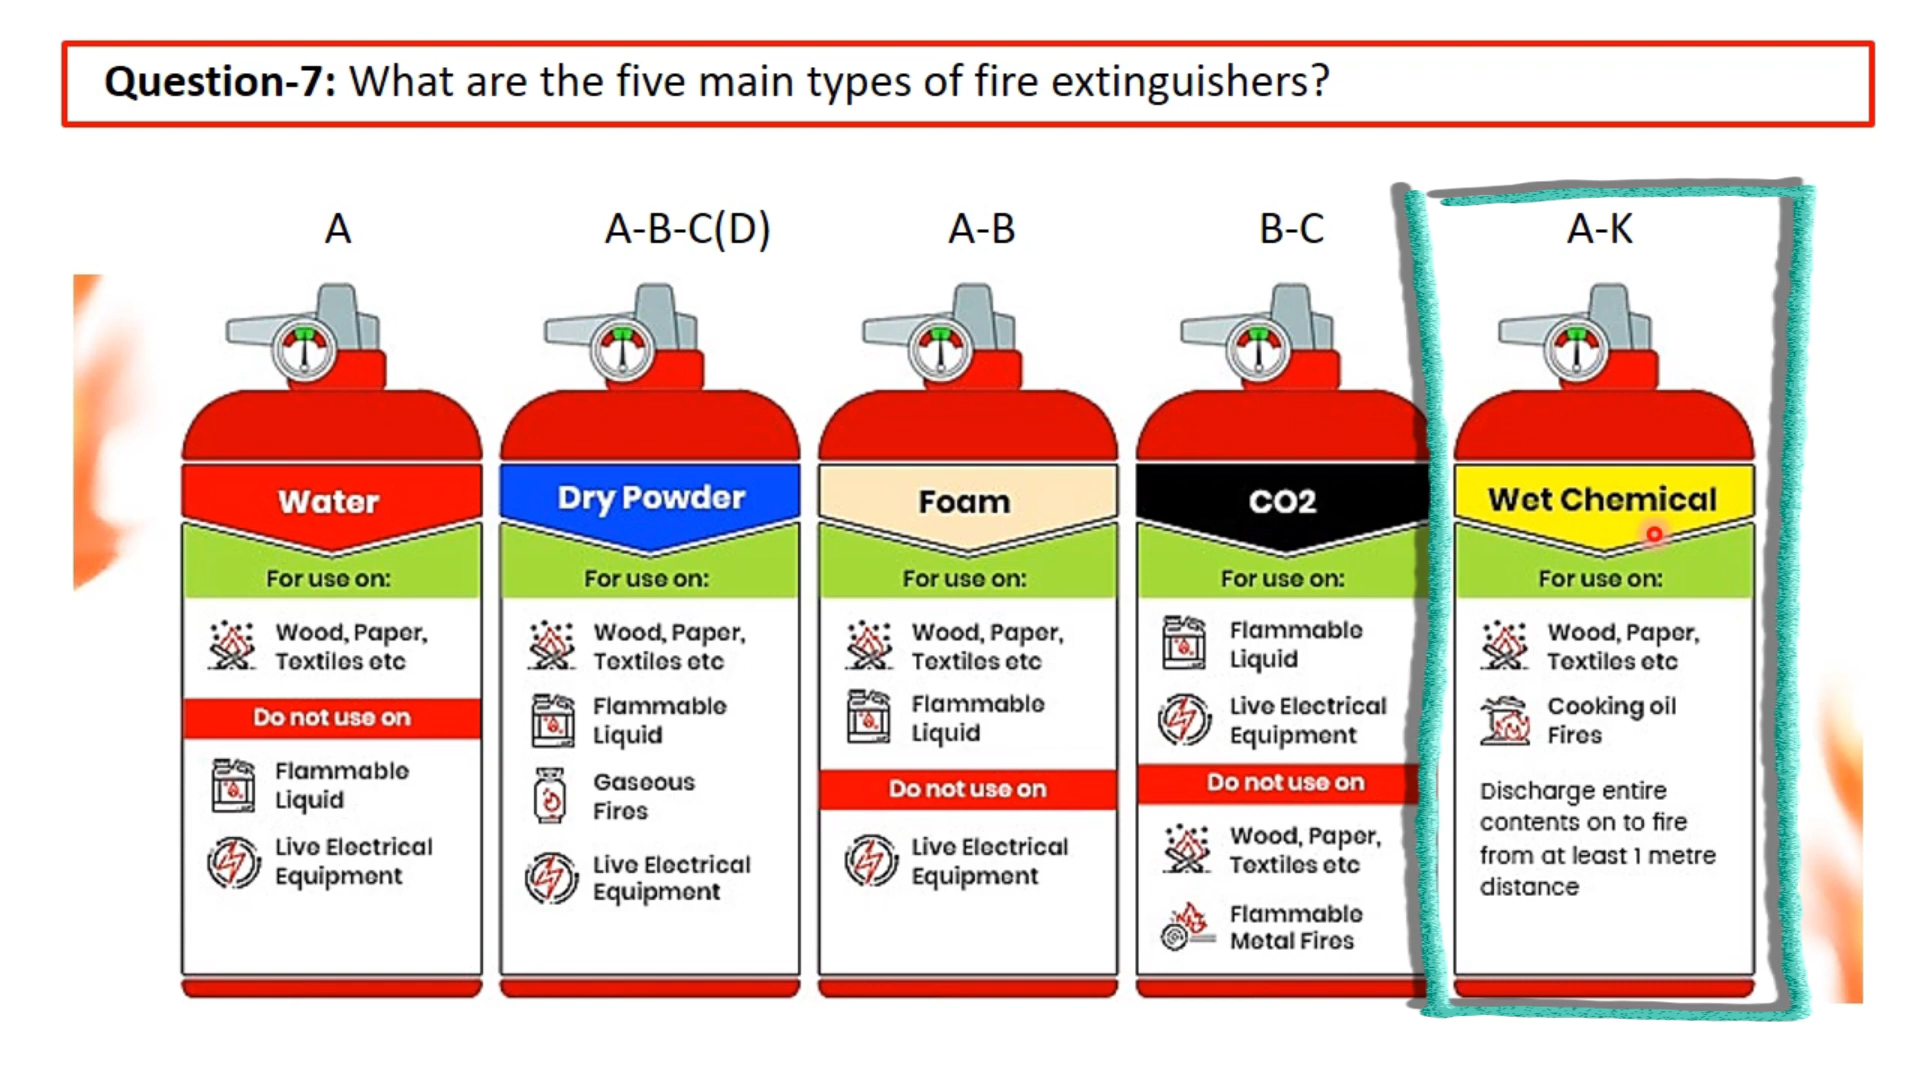 Question-7: What are the five main types of fire extinguishers?
A
A-B-C(D)
A-B
B-C
A-K
Water
For use on:
Wood, Paper,
Textiles etc
Do not use on
Flammable
Liquid
Live Electrical
Equipment
Dry Powder
For use on:
Wood, Paper,
Textiles etc
Flammable
Liquid
Gaseous
Fires
Live Electrical
Equipment
Foam
For use on:
Wood, Paper,
Textiles etc
Flammable
Liquid
Do not use on
Live Electrical
Equipment
CO2
For use on:
Flammable
Liquid
Live Electrical
Equipment
Do not use on
Wood, Paper,
Textiles etc
Flammable
Metal Fires
Wet Chemical
For use on:
Wood, Paper,
Textiles etc
Cooking oil
Fires
Discharge entire
contents on to fire
from at least 1 metre
distance